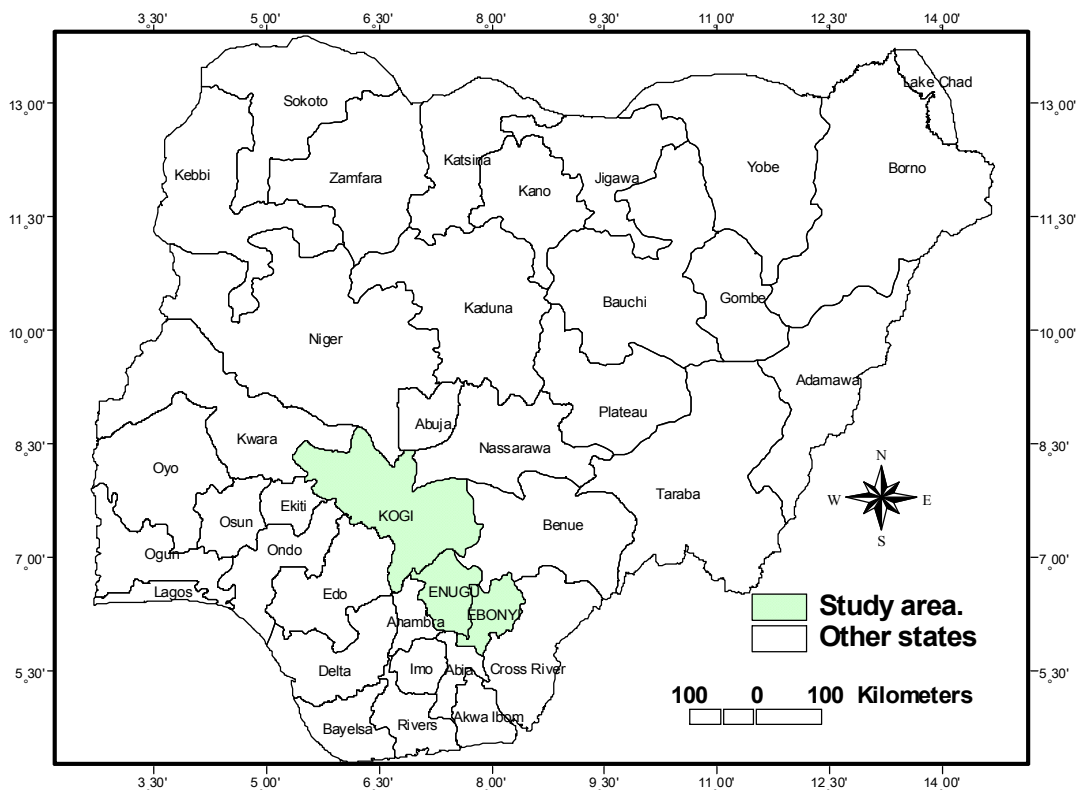 3 30' 5 00' 6 30' 8 00' 9 30' 11 00' 12 30' 14 00'
Lake Chad
13 00' 13 00'
Sokoto
Katsina
Kebbi Zamfara Kano Jigawa Yobe Borno
11 30' 11 30'
Kaduna Bauchi Gombe
10 00' 10 00'
Niger
Adamawa
Abuja Plateau
8 30' Kwara Nassarawa 8 30'
N
Oyo Taraba W E
Osun Ekiti KOGI Benue
S
7 00' Ogun Ondo 7 00'
Lagos Edo ENUGU
EBONYI Study area.
Anambra Other states
5 30' Delta Imo Abia Cross River 5 30'
100 0 100 Kilometers
Bayelsa Rivers Akwa Ibom
3 30' 5 00' 6 30' 8 00' 9 30' 11 00' 12 30' 14 00'